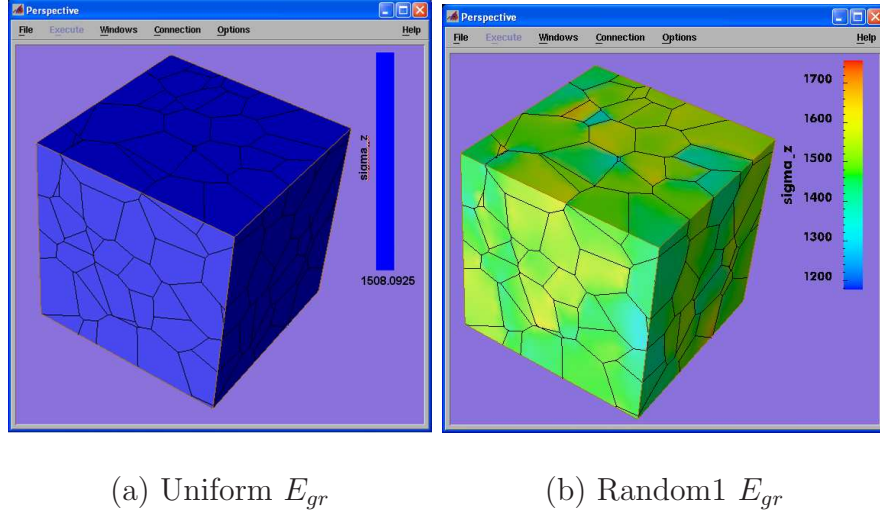 Perspective
File Execute Windows Connection Options Help
sigma_z
1508.0925
Perspective
File Execute Windows Connection Options Help
1700
1600
1500
1400
1300
1200
sigma_z
(a) Uniform E_gr
(b) Random1 E_gr